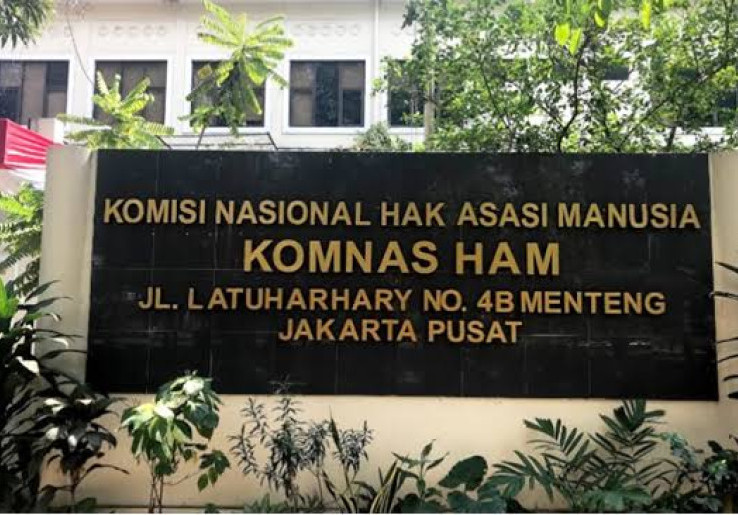 KOMISI NASIONAL HAK ASASI MANUSIA
KOMNAS HAM
JL. LATUHARHARY NO. 4B MENTENG
JAKARTA PUSAT